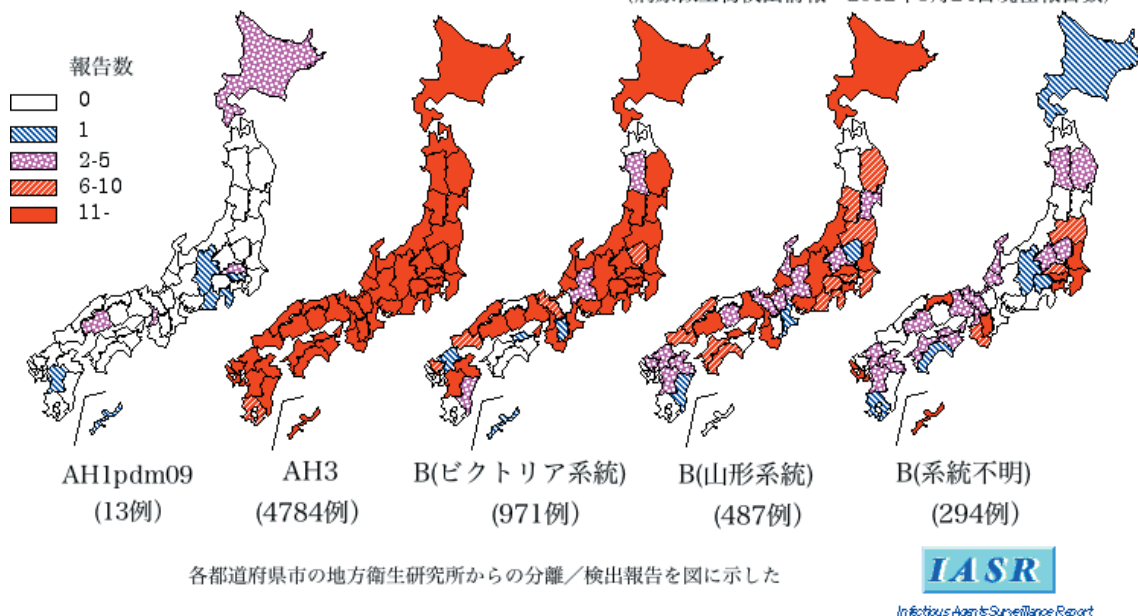 報告数
0
1
2-5
6-10
11-
AH1pdm09
(13例)
AH3
(4784例)
B(ビクトリア系統)
(971例)
B(山形系統)
(487例)
B(系統不明)
(294例)
各都道府県市の地方衛生研究所からの分離／検出報告を図に示した
IASR
Infectious Agents Surveillance Report